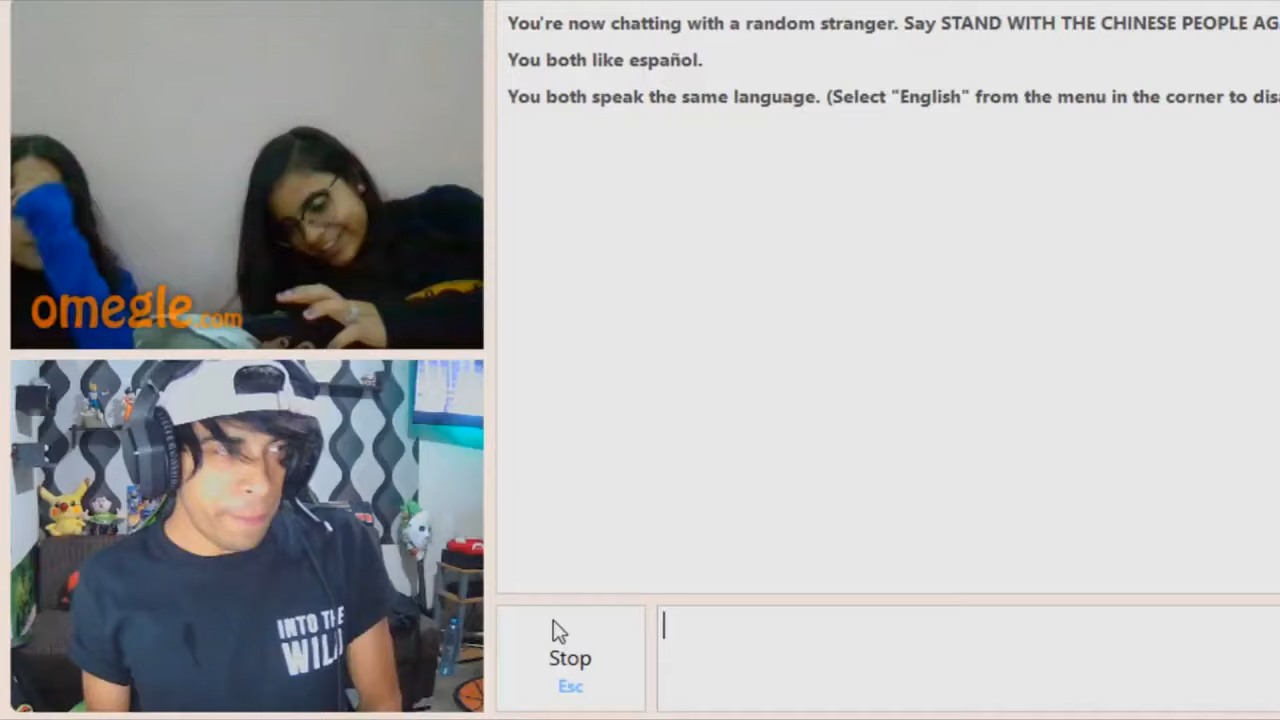 You're now chatting with a random stranger. Say STAND WITH THE CHINESE PEOPLE AG
You both like español.
You both speak the same language. (Select "English" from the menu in the corner to disa
omegle.com
INTO THE
WILD
Stop
Esc